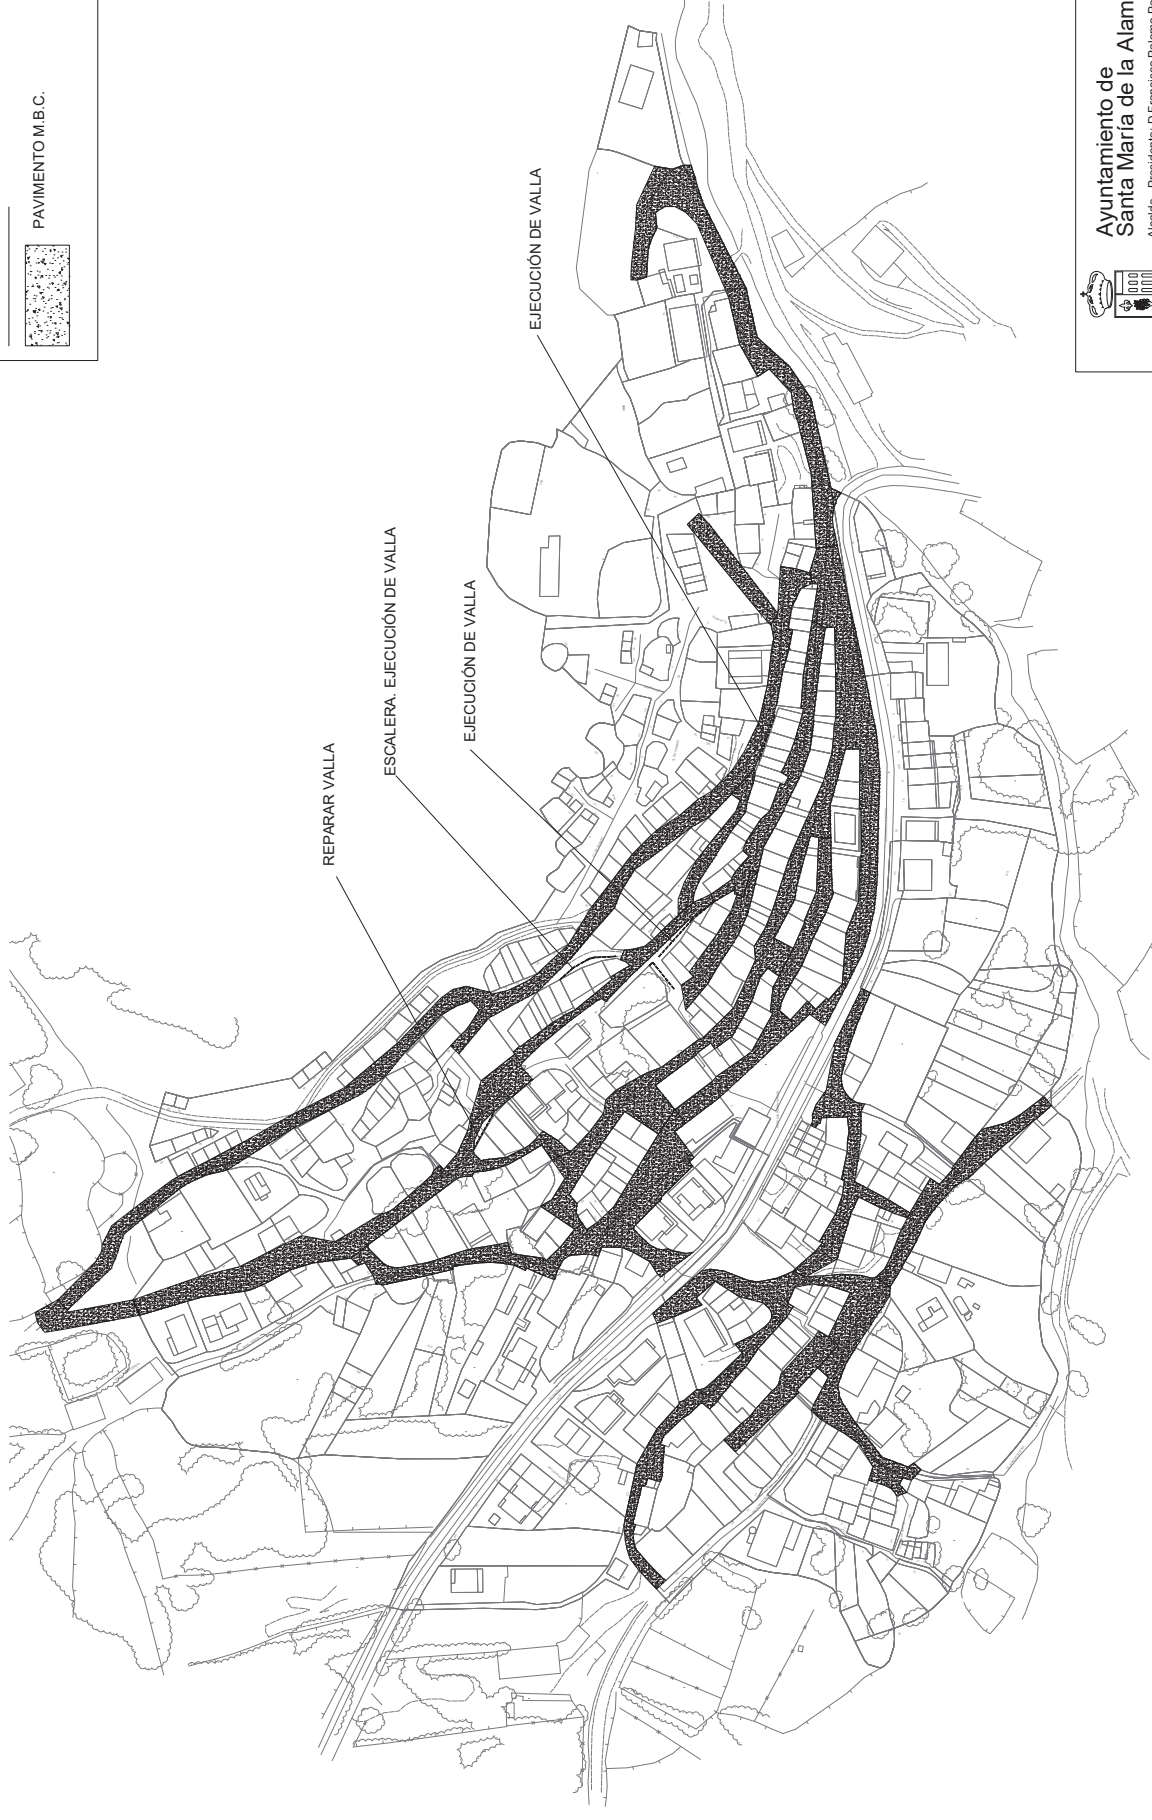 PAVIMENTO M.B.C.
REPARAR VALLA
ESCALERA. EJECUCIÓN DE VALLA
EJECUCIÓN DE VALLA
EJECUCIÓN DE VALLA
Ayuntamiento de
Santa María de la Alam